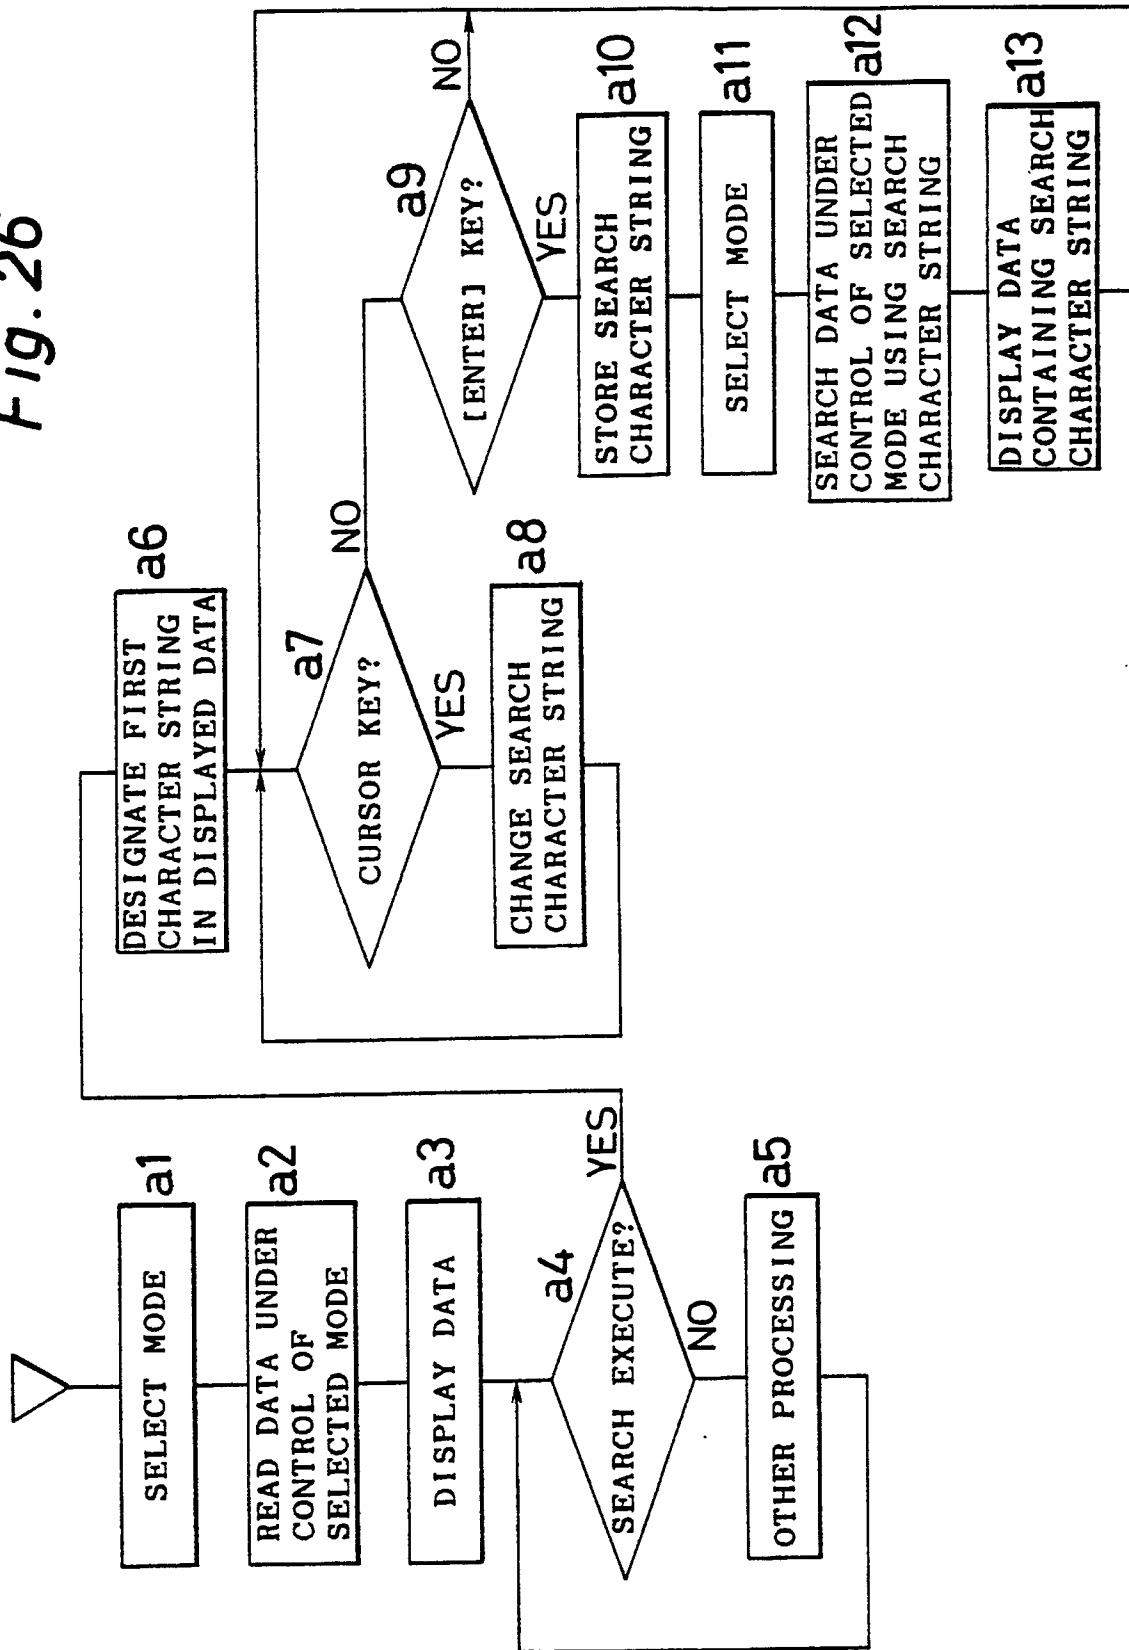 Fig. 26
a1
SELECT MODE
a2
READ DATA UNDER
CONTROL OF
SELECTED MODE
a3
DISPLAY DATA
a4
SEARCH EXECUTE?
YES
NO
a5
OTHER PROCESSING
a6
DESIGNATE FIRST
CHARACTER STRING
IN DISPLAYED DATA
a7
CURSOR KEY?
NO
YES
a8
CHANGE SEARCH
CHARACTER STRING
a9
[ENTER] KEY?
NO
YES
a10
STORE SEARCH
CHARACTER STRING
a11
SELECT MODE
a12
SEARCH DATA UNDER
CONTROL OF SELECTED
MODE USING SEARCH
CHARACTER STRING
a13
DISPLAY DATA
CONTAINING SEARCH
CHARACTER STRING